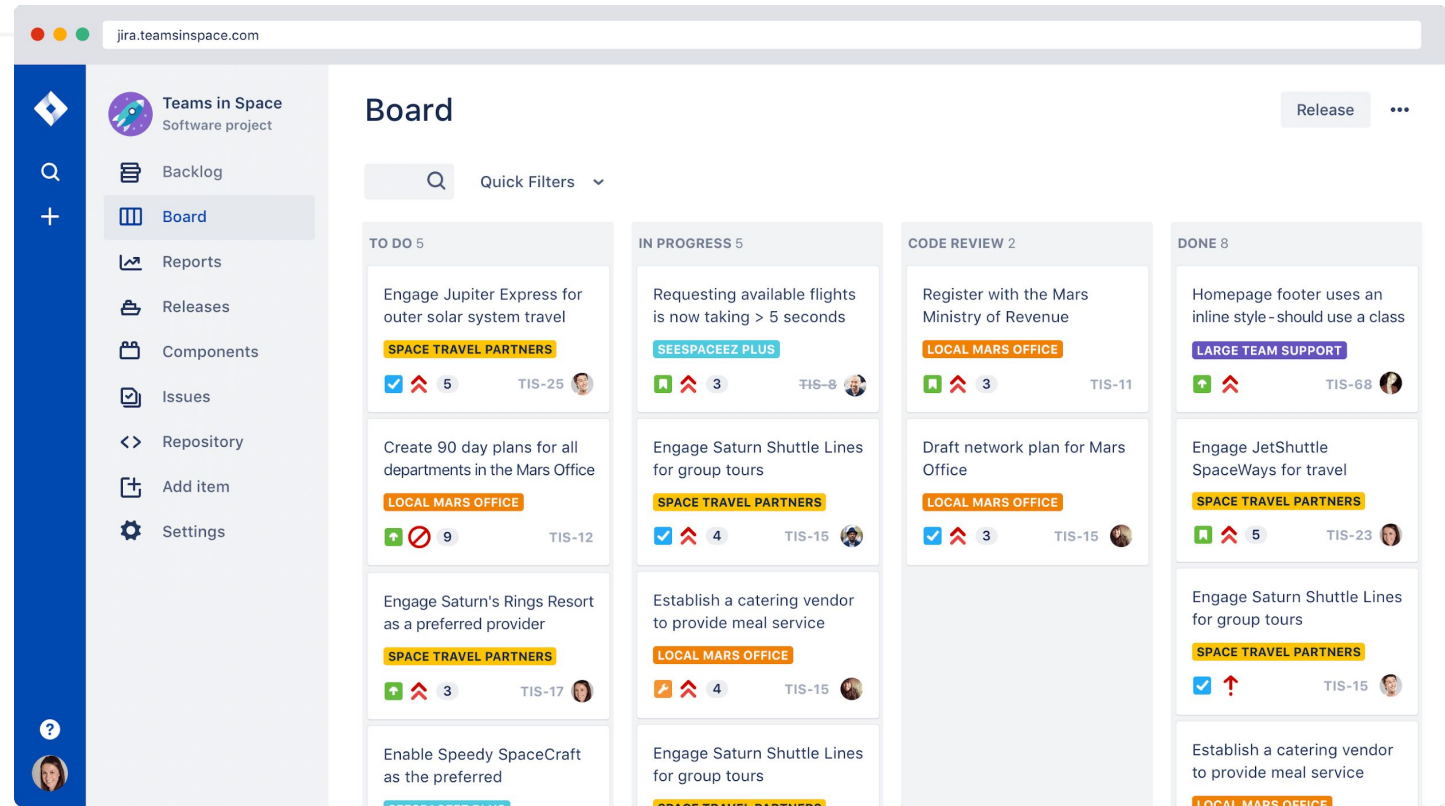 jira.teamsinspace.com
Teams in Space
Software project
Backlog
Board
Reports
Releases
Components
Issues
Repository
Add item
Settings
?
Board
Release
Quick Filters
TO DO 5
Engage Jupiter Express for
outer solar system travel
SPACE TRAVEL PARTNERS
5
TIS-25
Create 90 day plans for all
departments in the Mars Office
LOCAL MARS OFFICE
9
TIS-12
Engage Saturn's Rings Resort
as a preferred provider
SPACE TRAVEL PARTNERS
3
TIS-17
Enable Speedy SpaceCraft
as the preferred
SEESPACEEZ PLUS
IN PROGRESS 5
Requesting available flights
is now taking > 5 seconds
SEESPACEEZ PLUS
3
TIS-8
Engage Saturn Shuttle Lines
for group tours
SPACE TRAVEL PARTNERS
4
TIS-15
Establish a catering vendor
to provide meal service
LOCAL MARS OFFICE
4
TIS-15
Engage Saturn Shuttle Lines
for group tours
SPACE TRAVEL PARTNERS
CODE REVIEW 2
Register with the Mars
Ministry of Revenue
LOCAL MARS OFFICE
3
TIS-11
Draft network plan for Mars
Office
LOCAL MARS OFFICE
3
TIS-15
DONE 8
Homepage footer uses an
inline style-should use a class
LARGE TEAM SUPPORT
TIS-68
Engage JetShuttle
SpaceWays for travel
SPACE TRAVEL PARTNERS
5
TIS-23
Engage Saturn Shuttle Lines
for group tours
SPACE TRAVEL PARTNERS
TIS-15
Establish a catering vendor
to provide meal service
LOCAL MARS OFFICE